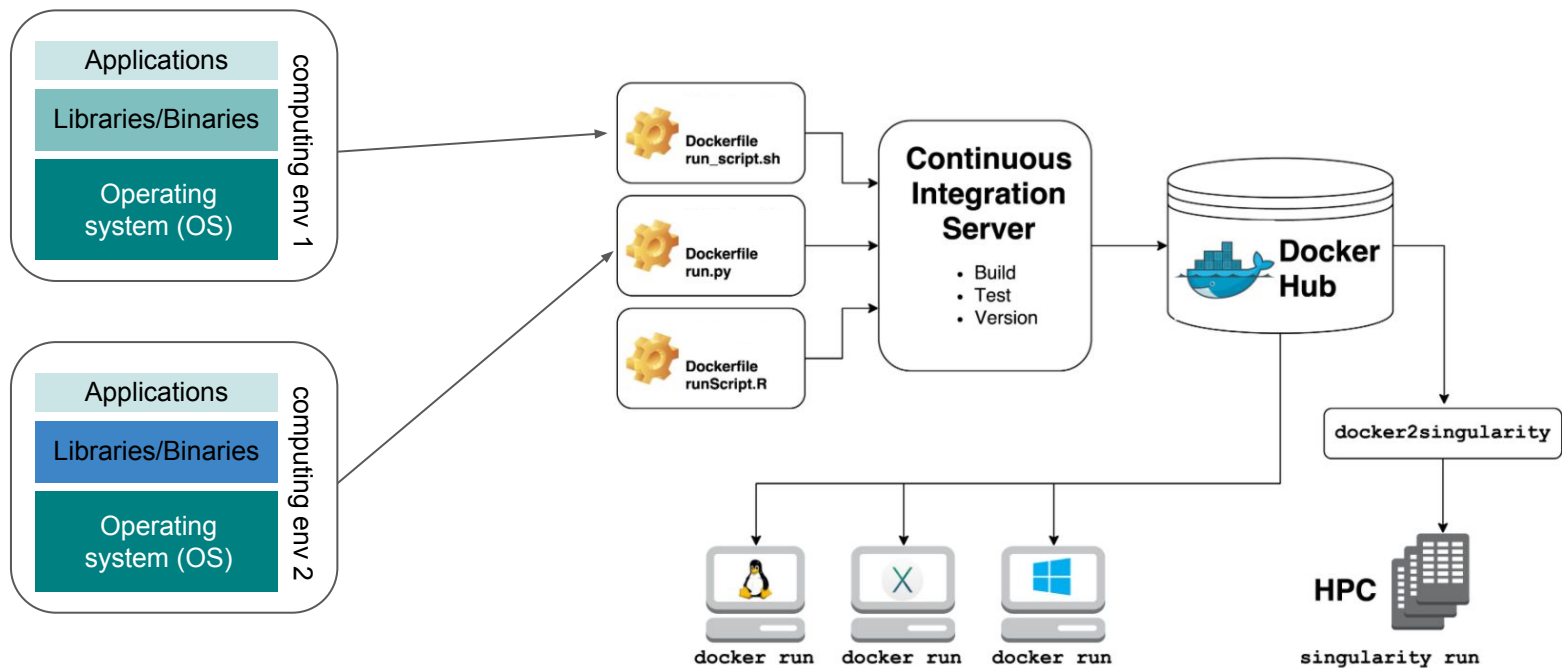 Applications
Libraries/Binaries
Operating
system (OS)
computing env 1
Applications
Libraries/Binaries
Operating
system (OS)
computing env 2
Dockerfile
run_script.sh
Dockerfile
run.py
Dockerfile
runScript.R
Continuous
Integration
Server
• Build
• Test
• Version
Docker
Hub
docker2singularity
X
HPC
docker run
docker run
docker run
singularity run